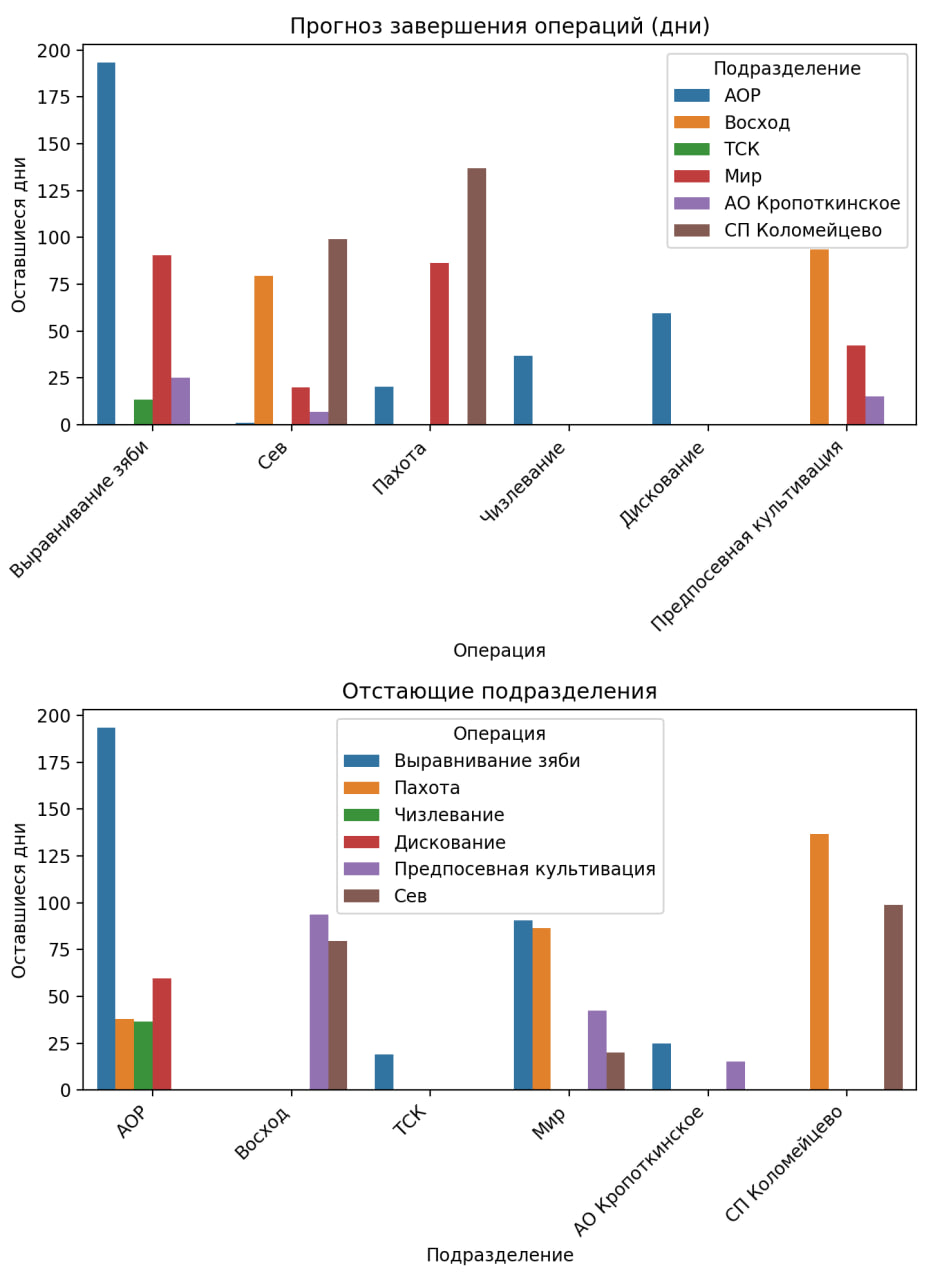 Прогноз завершения операций (дни)
200
175
150
125
100
75
50
25
0
Оставшиеся дни
Подразделение
АОР
Восход
ТСК
Мир
АО Кропоткинское
СП Коломейцево
Выравнивание зяби
Сев
Пахота
Чизлевание
Дискование
Предпосевная культивация
Операция
Отстающие подразделения
200
175
150
125
100
75
50
25
0
Оставшиеся дни
Операция
Выравнивание зяби
Пахота
Чизлевание
Дискование
Предпосевная культивация
Сев
АОР
Восход
ТСК
Мир
АО Кропоткинское
СП Коломейцево
Подразделение